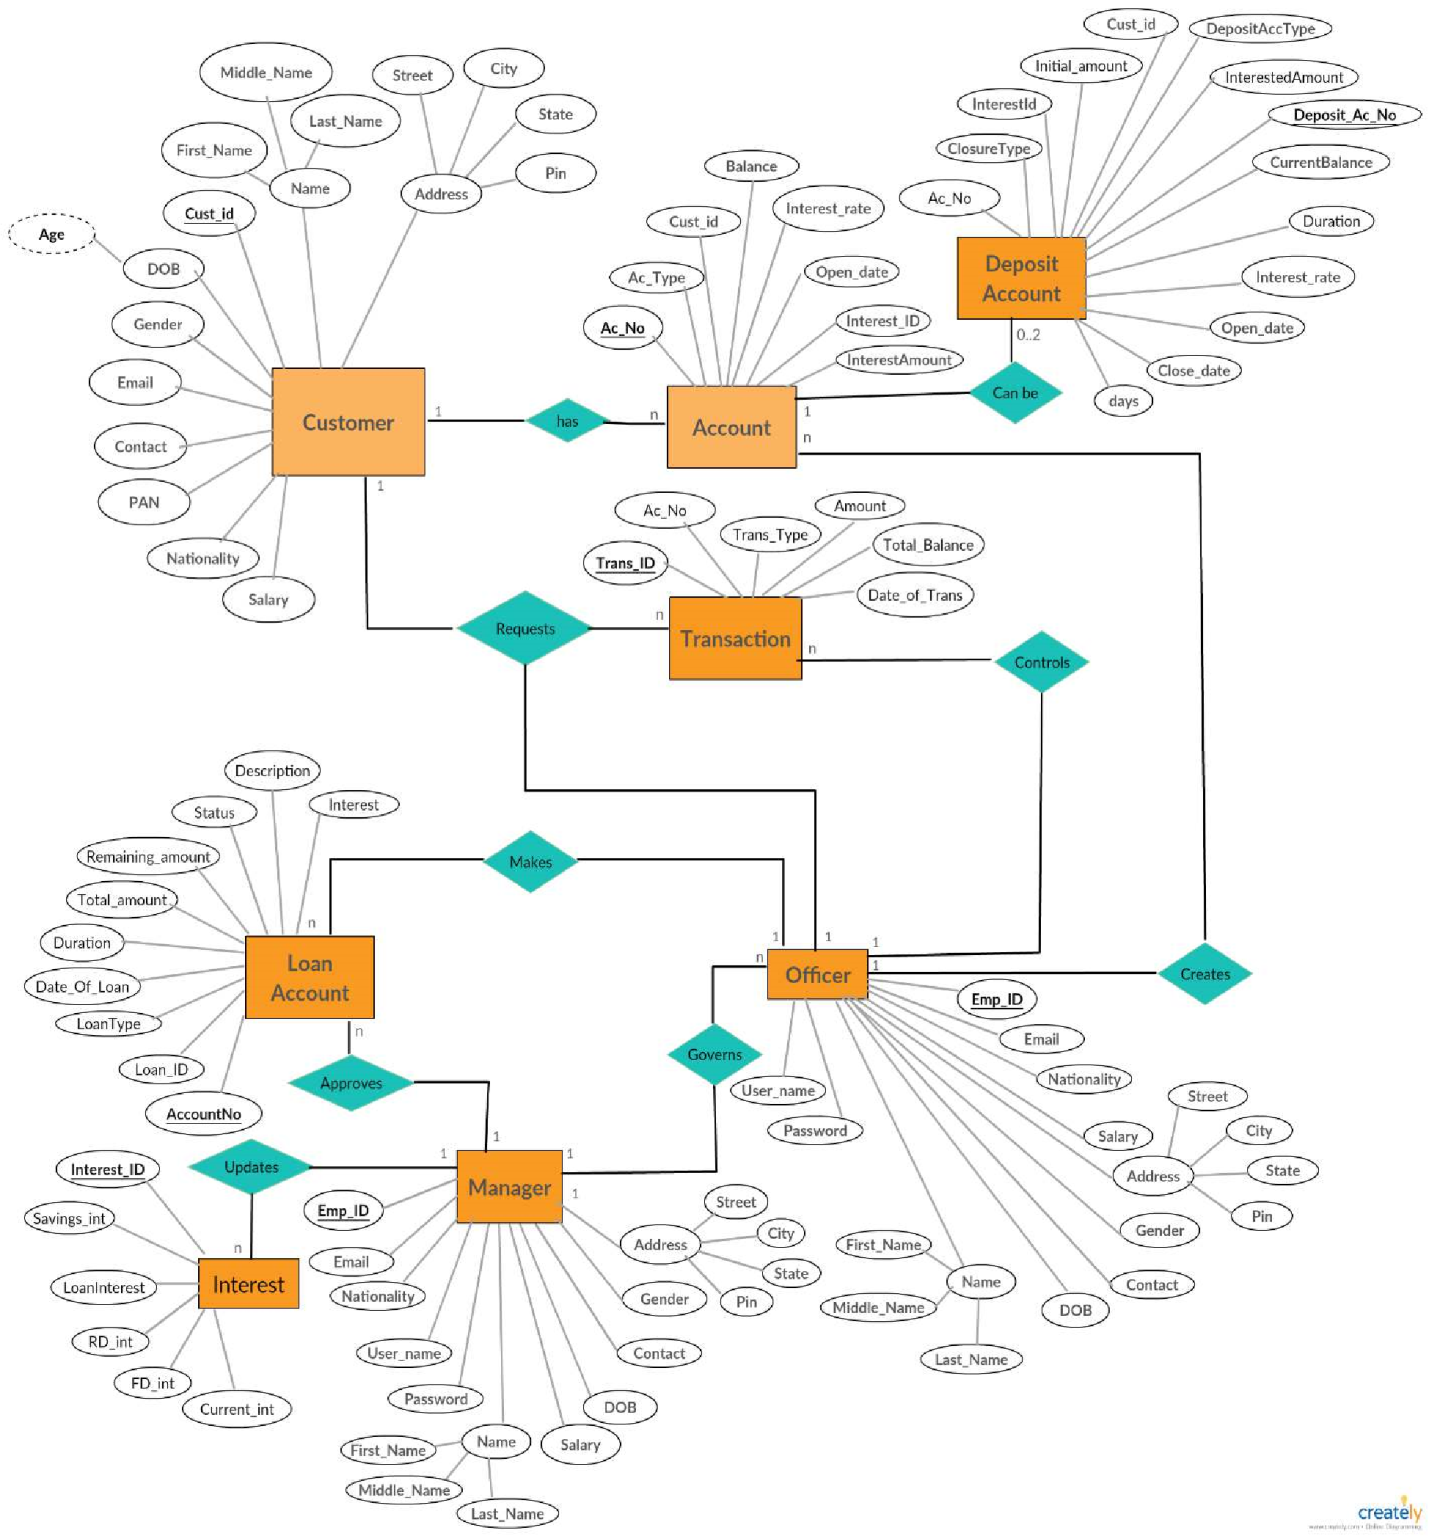 Middle_Name
Last_Name
First_Name
Name
Street
City
State
Pin
Address
Cust_id
Age
DOB
Gender
Email
Contact
PAN
Nationality
Salary
Customer
1
has
n
1
Balance
Cust_id
Interest_rate
Ac_Type
Open_date
Ac_No
Interest_ID
InterestAmount
Account
1
n
Can be
0..2
Cust_id
DepositAccType
Initial_amount
InterestedAmount
InterestId
Deposit_Ac_No
ClosureType
CurrentBalance
Ac_No
Duration
Interest_rate
Open_date
Close_date
days
Deposit
Account
Ac_No
Amount
Trans_Type
Total_Balance
Trans_ID
Date_of_Trans
Requests
n
Transaction
n
Controls
Description
Interest
Status
Remaining_amount
Total_amount
Duration
Date_Of_Loan
LoanType
Loan_ID
AccountNo
n
Loan
Account
n
Makes
1
1
1
n
1
Officer
Creates
Emp_ID
Email
Nationality
User_name
Password
Salary
Street
City
State
Pin
Address
Gender
Contact
DOB
First_Name
Name
Middle_Name
Last_Name
Governs
Approves
1
1
1
1
Updates
n
Manager
Emp_ID
Email
Nationality
User_name
Password
Street
City
State
Pin
Address
Gender
Contact
DOB
Salary
Name
First_Name
Middle_Name
Last_Name
Interest_ID
Savings_int
LoanInterest
RD_int
FD_int
Current_int
Interest
creately
www.creately.com • Online Diagramming